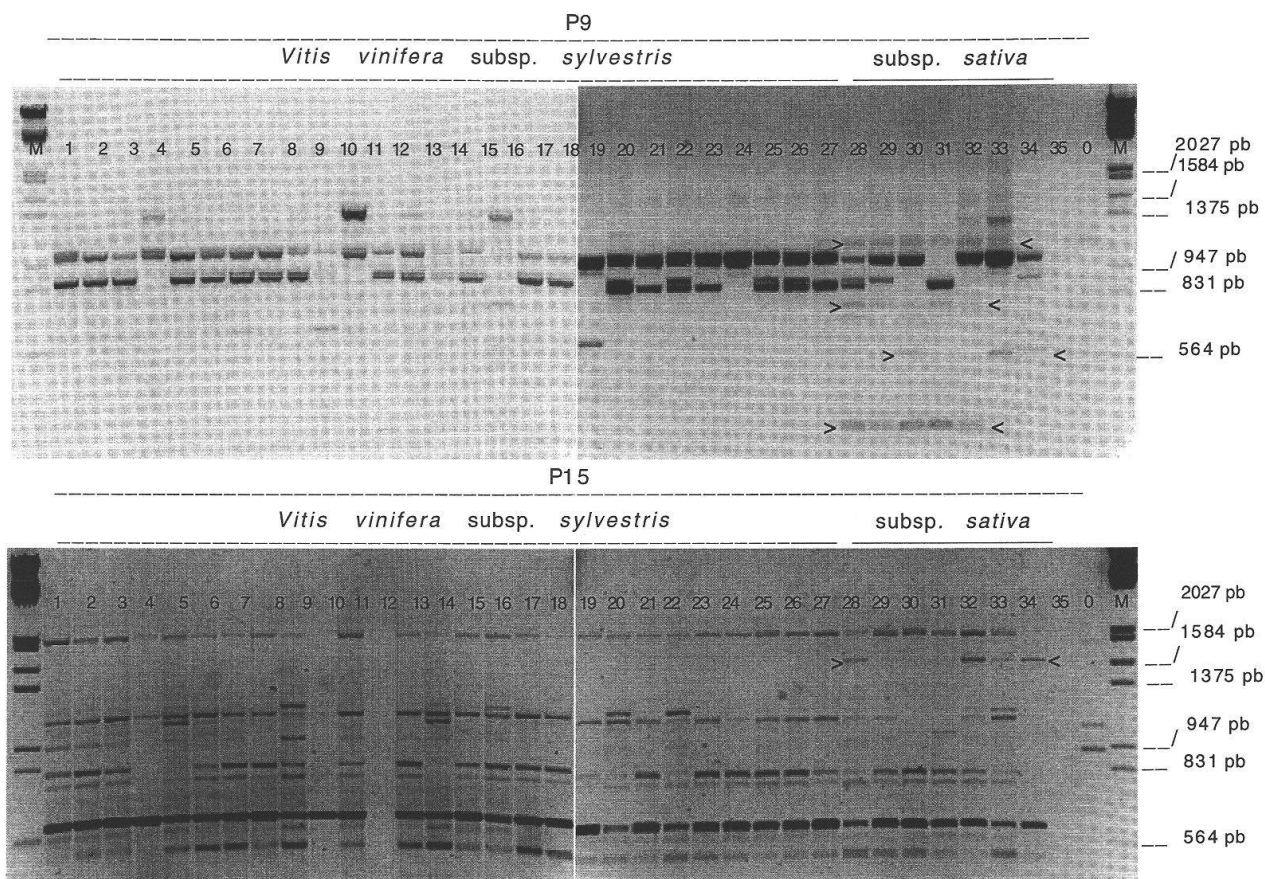 P9
Vitis vinifera subsp. sylvestris subsp. sativa
M 1 2 3 4 5 6 7 8 9 10 11 12 13 14 15 16 17 18 19 20 21 22 23 24 25 26 27 28 29 30 31 32 33 34 35 0 M
2027 pb
1584 pb
1375 pb
947 pb
831 pb
564 pb
P15
Vitis vinifera subsp. sylvestris subsp. sativa
1 2 3 4 5 6 7 8 9 10 11 12 13 14 15 16 17 18 19 20 21 22 23 24 25 26 27 28 29 30 31 32 33 34 35 0 M
2027 pb
1584 pb
1375 pb
947 pb
831 pb
564 pb